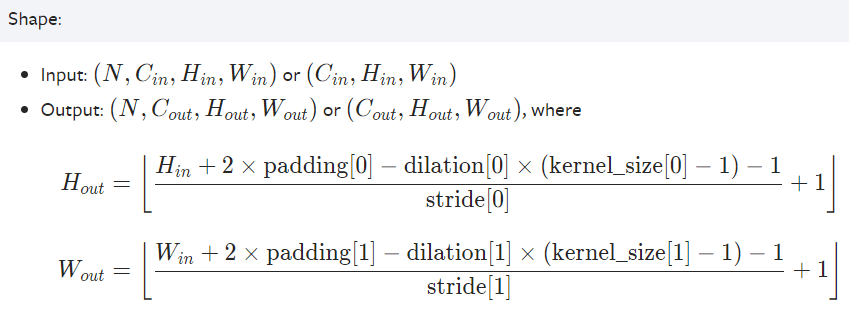 Shape:
• Input: (N, C_in, H_in, W_in) or (C_in, H_in, W_in)
• Output: (N, C_out, H_out, W_out) or (C_out, H_out, W_out), where
H_out = ⌊(H_in + 2 × padding[0] − dilation[0] × (kernel_size[0] − 1) − 1) / stride[0] + 1⌋
W_out = ⌊(W_in + 2 × padding[1] − dilation[1] × (kernel_size[1] − 1) − 1) / stride[1] + 1⌋